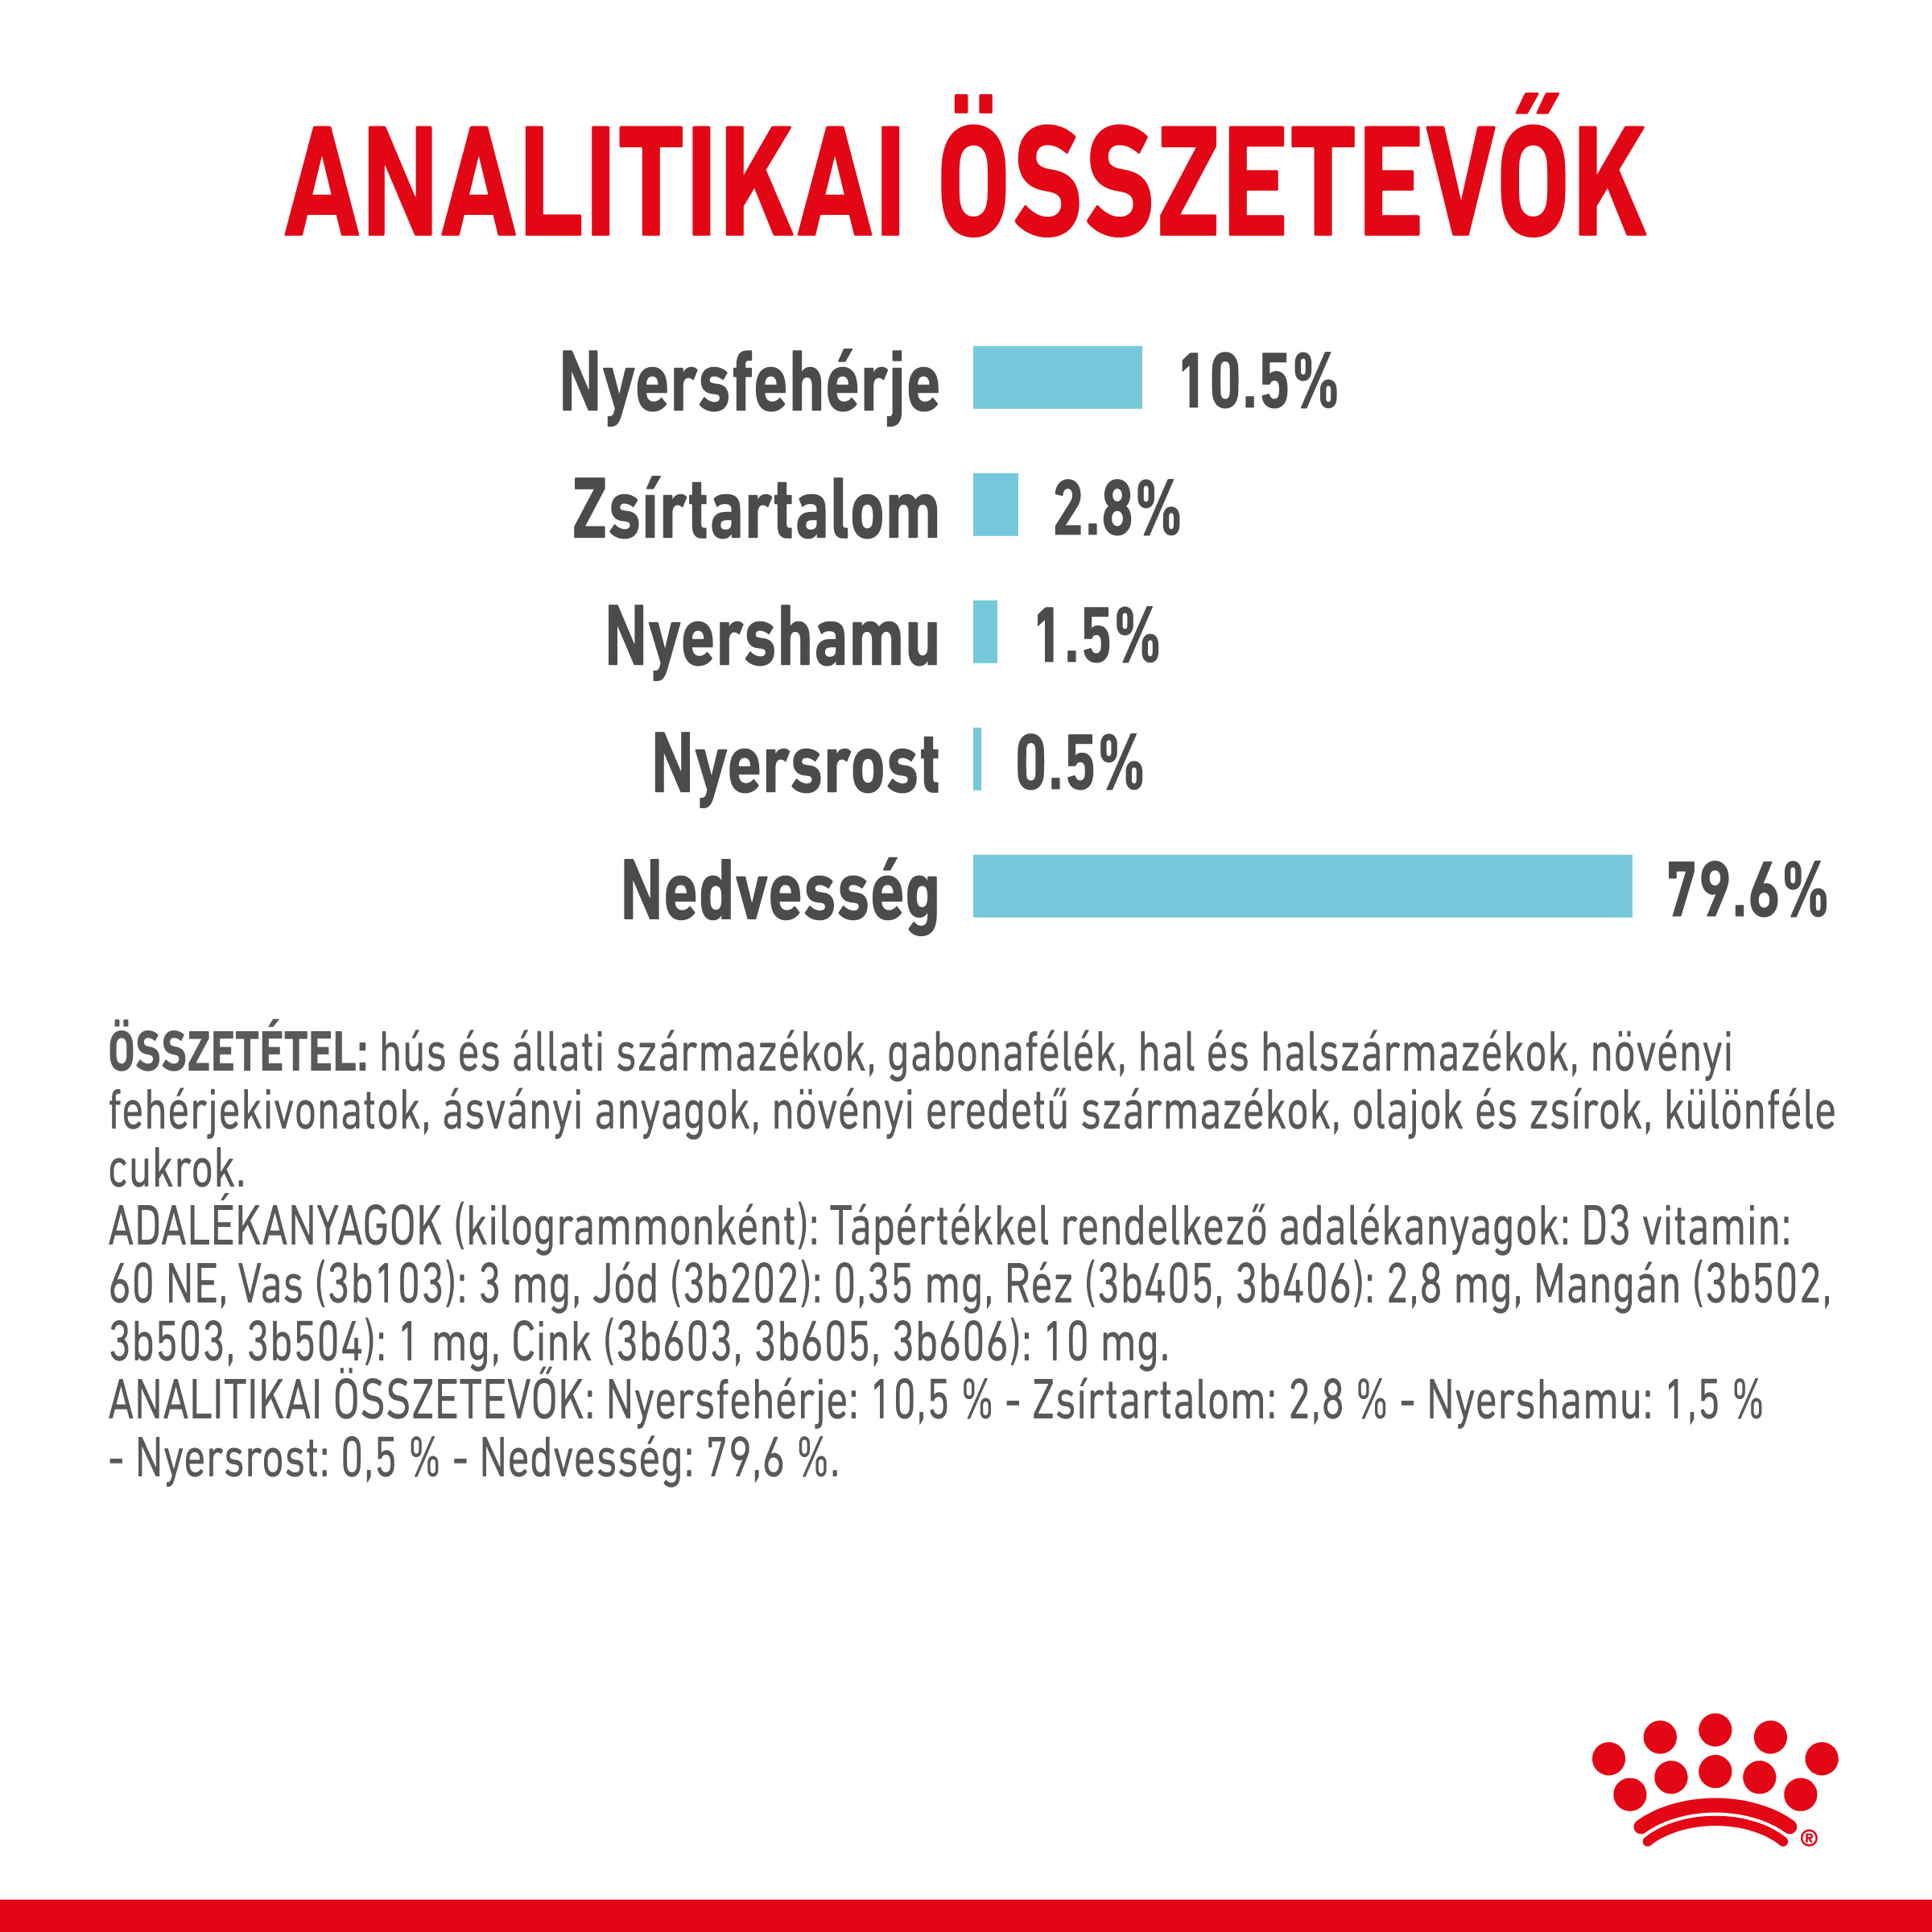 ANALITIKAI ÖSSZETEVŐK
Nyersfehérje 10.5%
Zsírtartalom 2.8%
Nyershamu 1.5%
Nyersrost 0.5%
Nedvesség 79.6%
ÖSSZETÉTEL: hús és állati származékok, gabonafélék, hal és halszármazékok, növényi
fehérjekivonatok, ásványi anyagok, növényi eredetű származékok, olajok és zsírok, különféle
cukrok.
ADALÉKANYAGOK (kilogrammonként): Tápértékkel rendelkező adalékanyagok: D3 vitamin:
60 NE, Vas (3b103): 3 mg, Jód (3b202): 0,35 mg, Réz (3b405, 3b406): 2,8 mg, Mangán (3b502,
3b503, 3b504): 1 mg, Cink (3b603, 3b605, 3b606): 10 mg.
ANALITIKAI ÖSSZETEVŐK: Nyersfehérje: 10,5 % - Zsírtartalom: 2,8 % - Nyershamu: 1,5 %
- Nyersrost: 0,5 % - Nedvesség: 79,6 %.
®